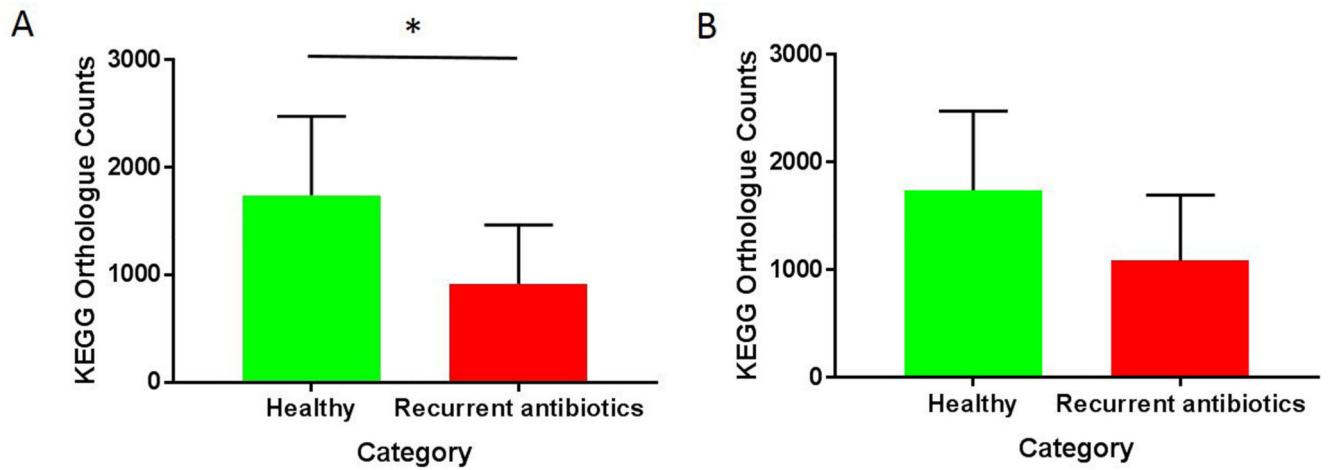 A
*
KEGG Orthologue Counts
3000
2000
1000
0
Healthy
Recurrent antibiotics
Category
B
KEGG Orthologue Counts
3000
2000
1000
0
Healthy
Recurrent antibiotics
Category